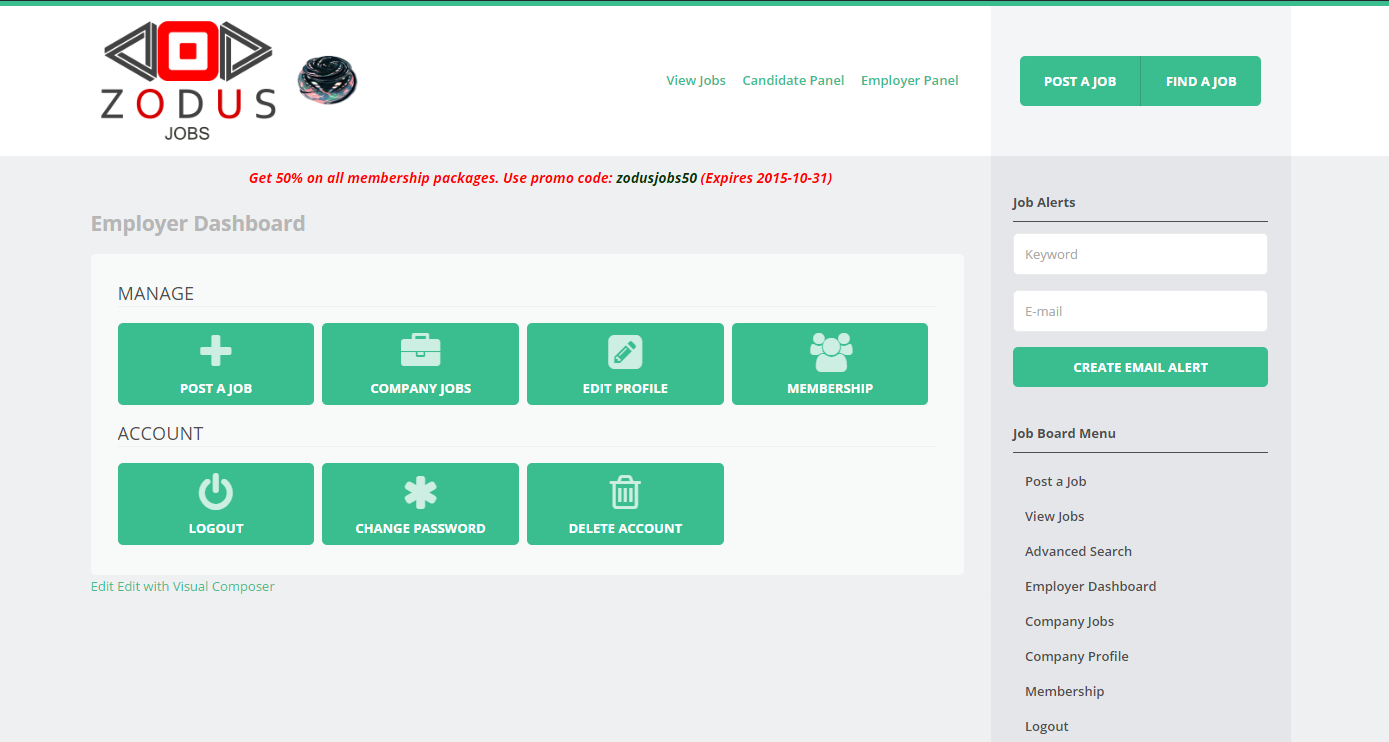 ZODUS
JOBS
View Jobs Candidate Panel Employer Panel
POST A JOB FIND A JOB
Get 50% on all membership packages. Use promo code: zodusjobs50 (Expires 2015-10-31)
Employer Dashboard
MANAGE
POST A JOB COMPANY JOBS EDIT PROFILE MEMBERSHIP
ACCOUNT
LOGOUT CHANGE PASSWORD DELETE ACCOUNT
Edit Edit with Visual Composer
Job Alerts
Keyword
E-mail
CREATE EMAIL ALERT
Job Board Menu
Post a Job
View Jobs
Advanced Search
Employer Dashboard
Company Jobs
Company Profile
Membership
Logout